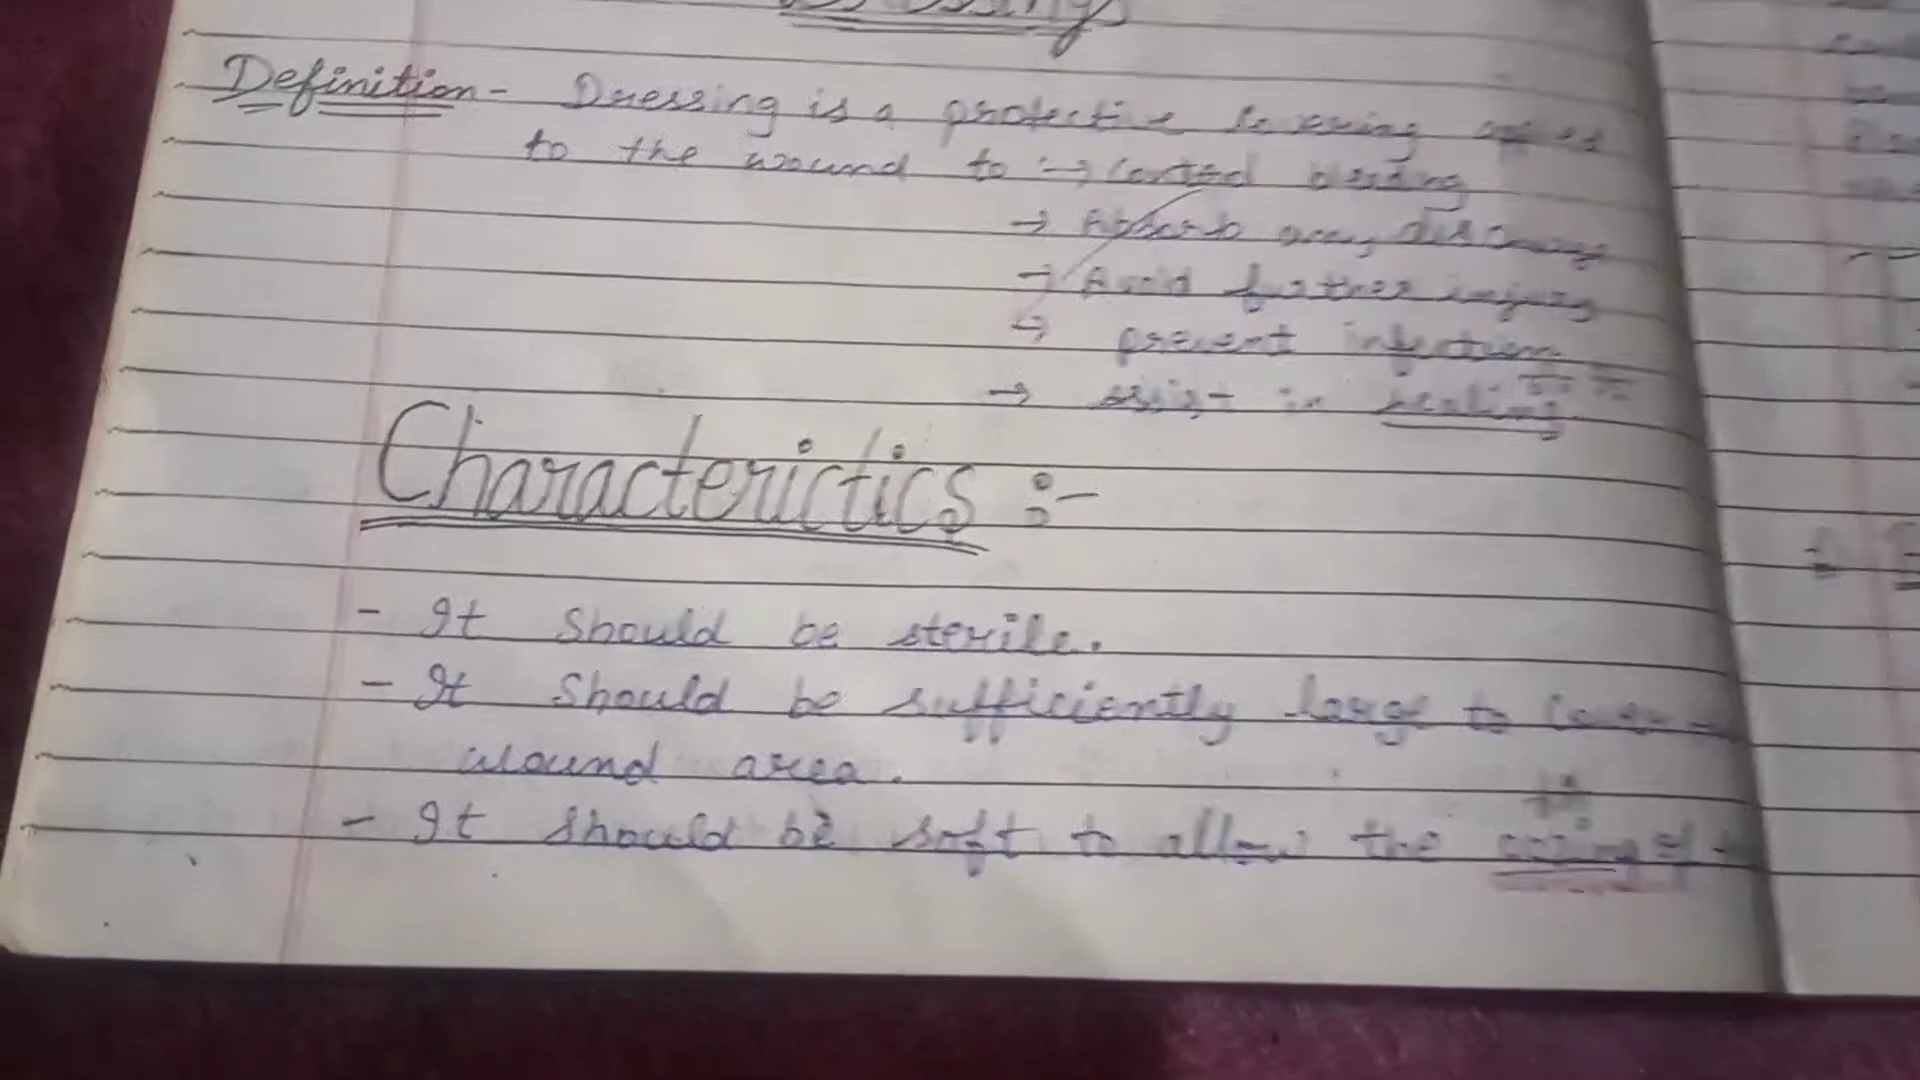 Definition - Dressing is a protective covering applied
to the wound to :→ Control bleeding
→ Absorb any discharge
→ Avoid further injury
→ prevent infection
→ assist in healing
Characterictics :-
- It should be sterile.
- It should be sufficiently large to cover
wound area.
- It should be soft to allow the oozing of